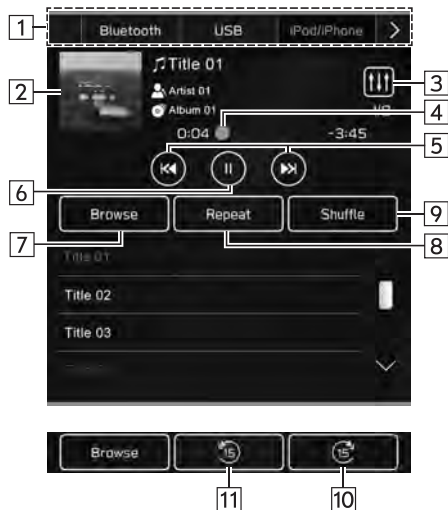 1
Bluetooth USB iPod/iPhone
2
Title 01
Artist 01
Album 01
3
4
0:04 -3:45
5
6
Browse Repeat Shuffle
9
7
8
Title 01
Title 02
Title 03
Browse 15 15
11 10